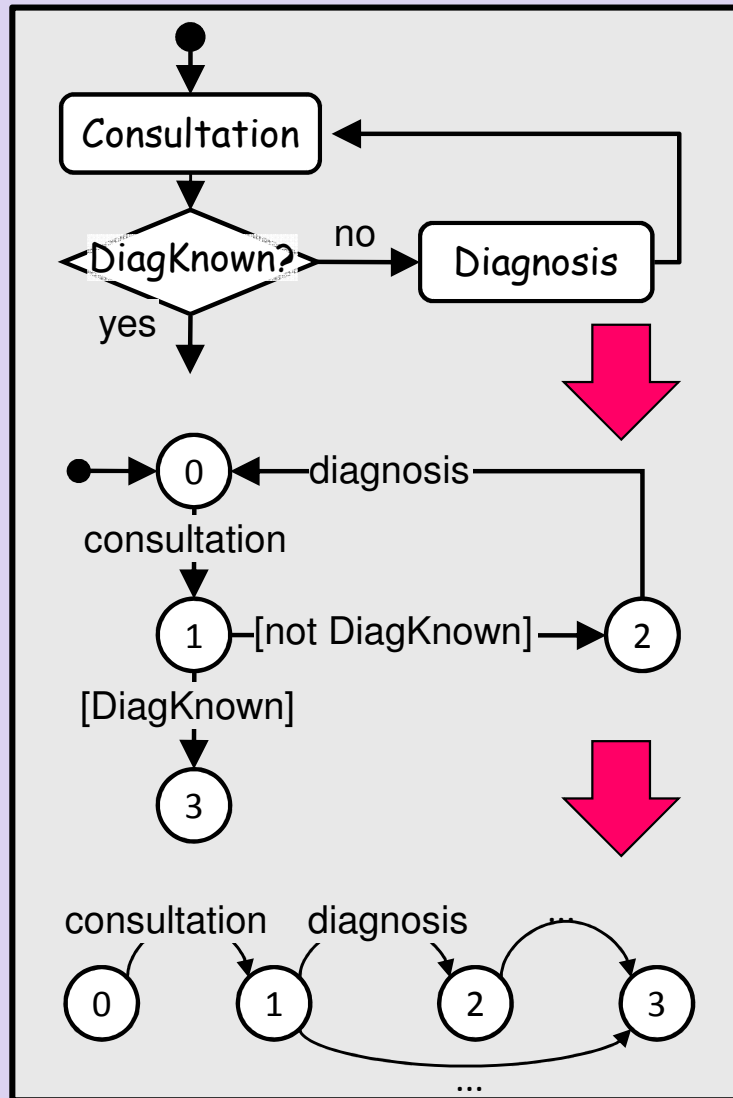 Consultation
DiagKnown?
no
Diagnosis
yes
0
diagnosis
consultation
1
[not DiagKnown]
2
[DiagKnown]
3
consultation
diagnosis
...
0
1
2
3
...